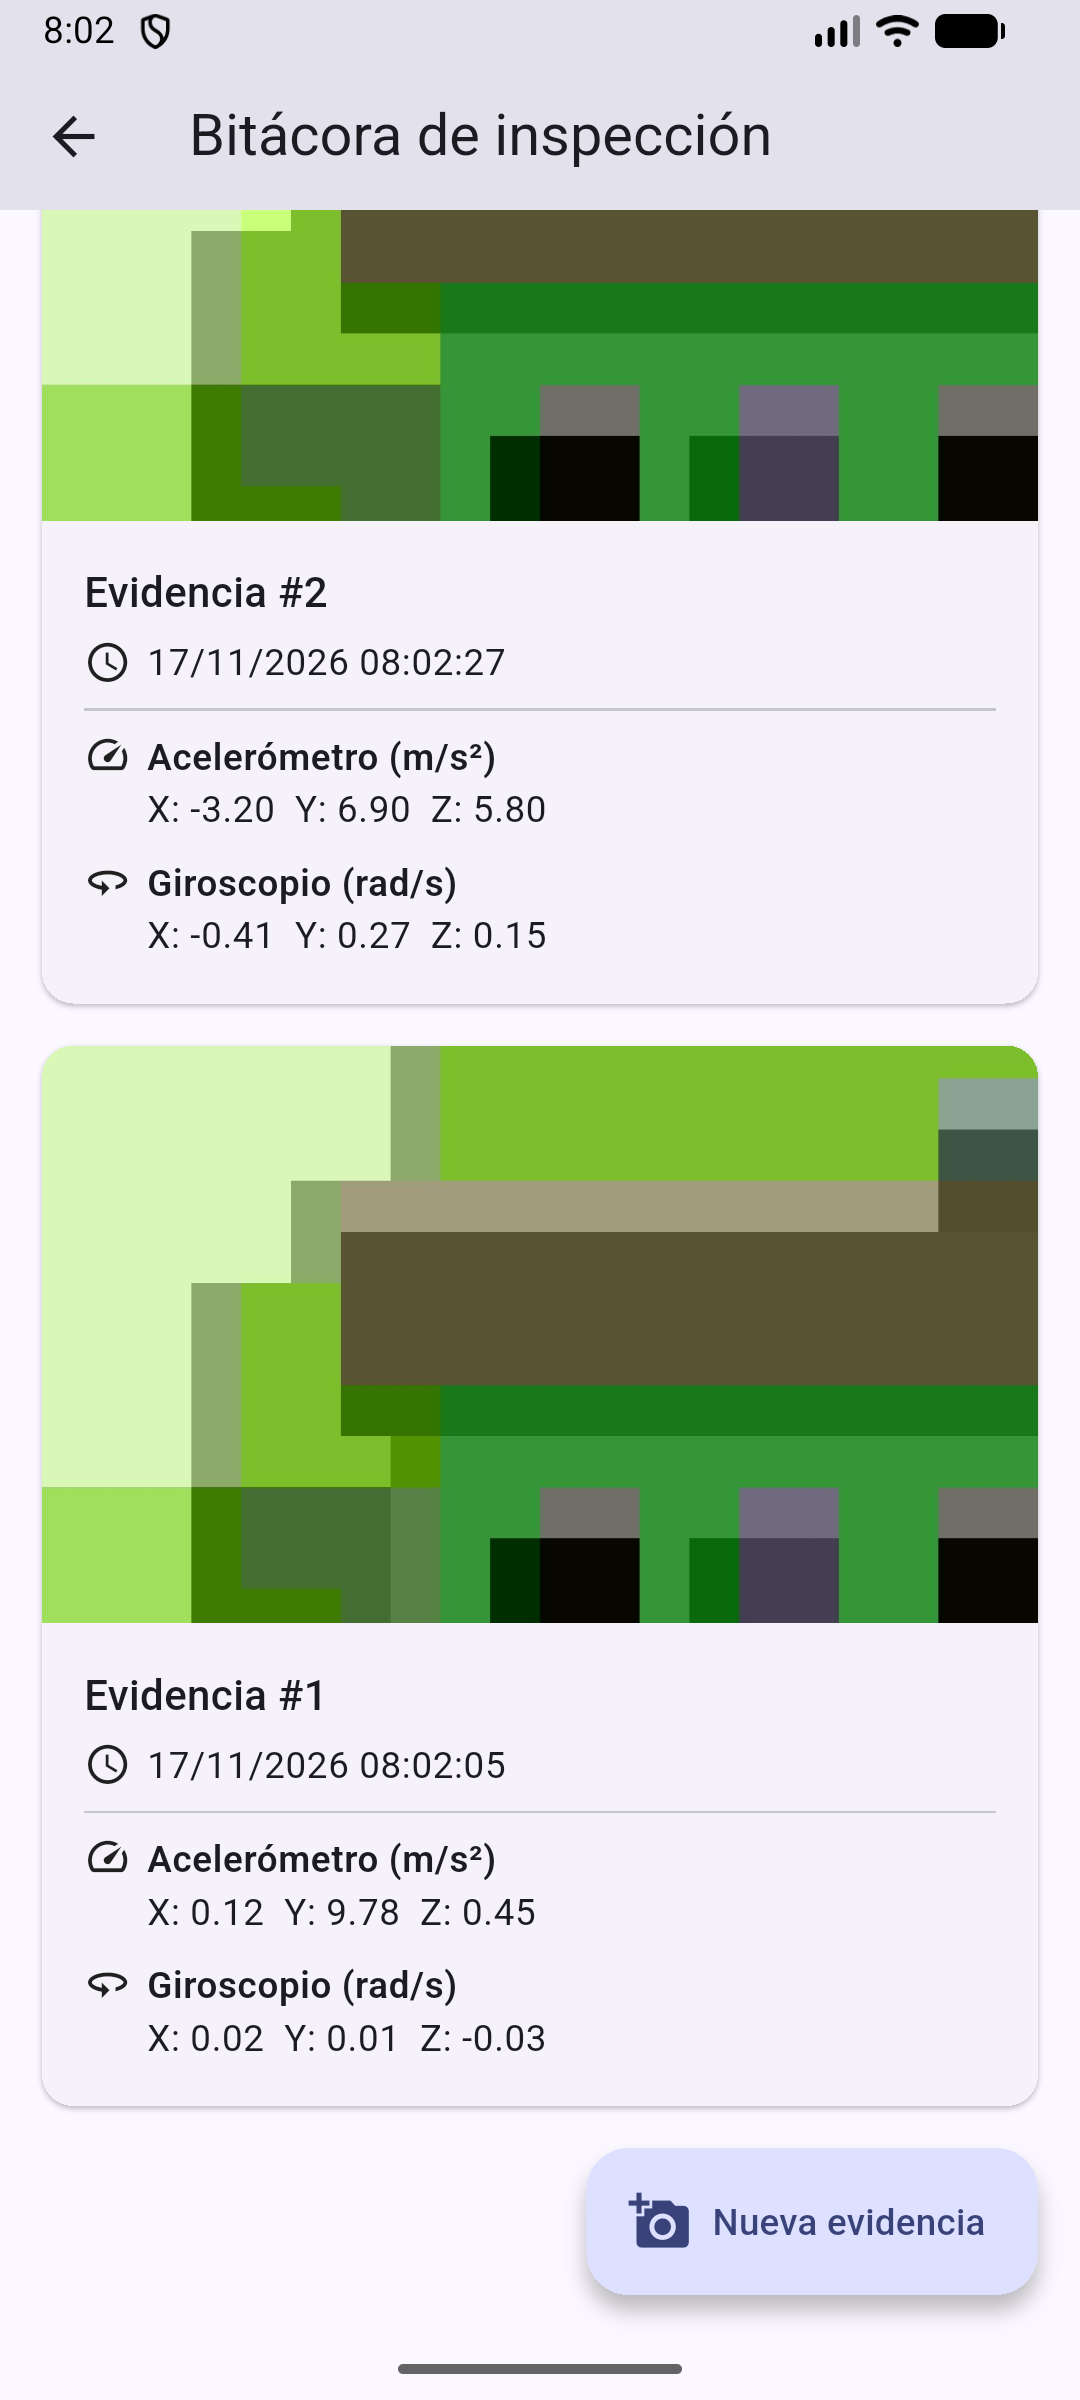 8:02
Bitácora de inspección
Evidencia #2
17/11/2026 08:02:27
Acelerómetro (m/s²)
X: -3.20 Y: 6.90 Z: 5.80
Giroscopio (rad/s)
X: -0.41 Y: 0.27 Z: 0.15
Evidencia #1
17/11/2026 08:02:05
Acelerómetro (m/s²)
X: 0.12 Y: 9.78 Z: 0.45
Giroscopio (rad/s)
X: 0.02 Y: 0.01 Z: -0.03
Nueva evidencia